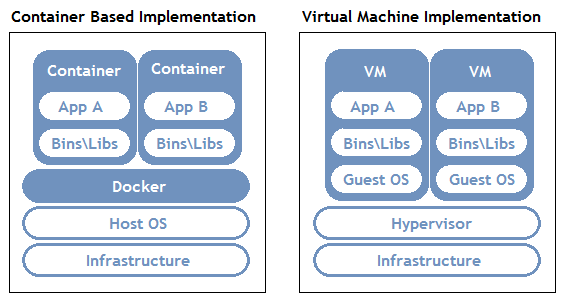 Container Based Implementation
Container
Container
App A
App B
Bins\Libs
Bins\Libs
Docker
Host OS
Infrastructure
Virtual Machine Implementation
VM
VM
App A
App B
Bins\Libs
Bins\Libs
Guest OS
Guest OS
Hypervisor
Infrastructure